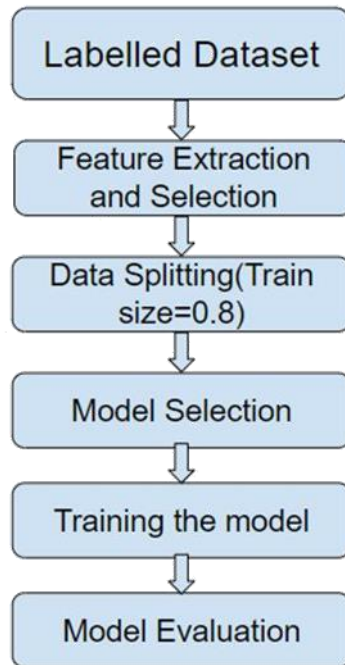 Labelled Dataset
Feature Extraction
and Selection
Data Splitting(Train
size=0.8)
Model Selection
Training the model
Model Evaluation